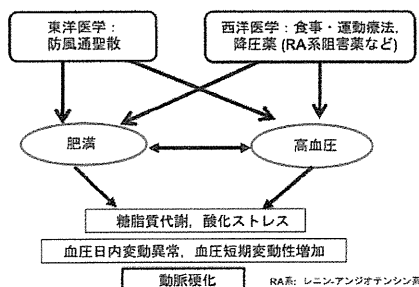 東洋医学：
防風通聖散
西洋医学：食事・運動療法，
降圧薬 (RA系阻害薬など)
肥満
高血圧
糖脂質代謝，酸化ストレス
血圧日内変動異常，血圧短期変動性増加
動脈硬化
RA系: レニン-アンジオテンシン系